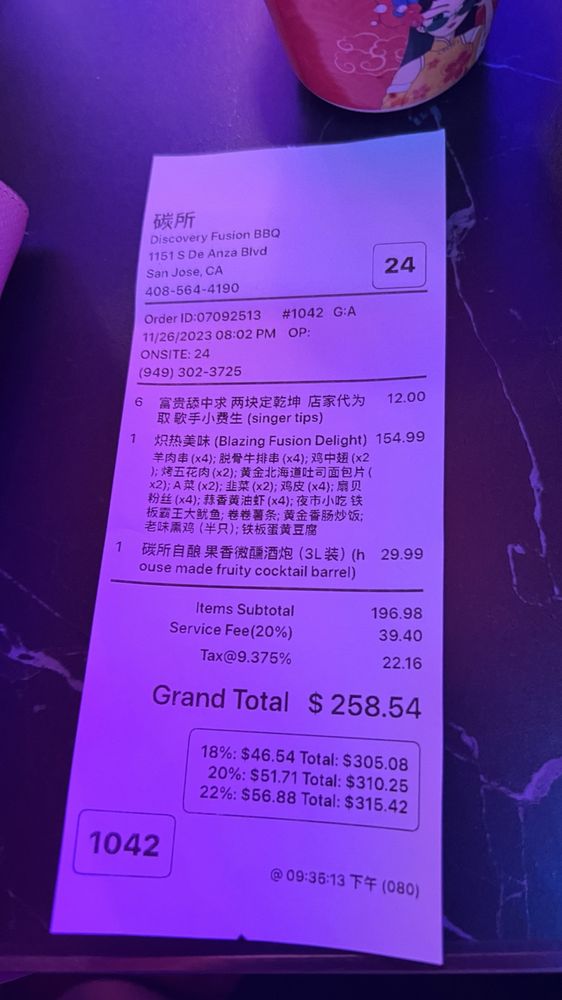 碳所
Discovery Fusion BBQ
1151 S De Anza Blvd
San Jose, CA
408-564-4190
24
Order ID:07092513 #1042 G:A
11/26/2023 08:02 PM OP:
ONSITE: 24
(949) 302-3725
6 富贵舔中求 两块定乾坤 店家代为 12.00
取 歌手小费生 (singer tips)
1 炽热美味 (Blazing Fusion Delight) 154.99
羊肉串 (x4); 脱骨牛排串 (x4); 鸡中翅 (x2
); 烤五花肉 (x2); 黄金北海道吐司面包片 (
x2); A 菜 (x2); 韭菜 (x2); 鸡皮 (x4); 扇贝
粉丝 (x4); 蒜香黄油虾 (x4); 夜市小吃 铁
板霸王大鱿鱼; 卷卷薯条; 黄金香肠炒饭;
老味熏鸡 (半只); 铁板蛋黄豆腐
1 碳所自酿 果香微醺酒炮 (3L装) (h 29.99
ouse made fruity cocktail barrel)
Items Subtotal 196.98
Service Fee(20%) 39.40
Tax@9.375% 22.16
Grand Total $ 258.54
18%: $46.54 Total: $305.08
20%: $51.71 Total: $310.25
22%: $56.88 Total: $315.42
1042
@ 09:35:13 下午 (080)